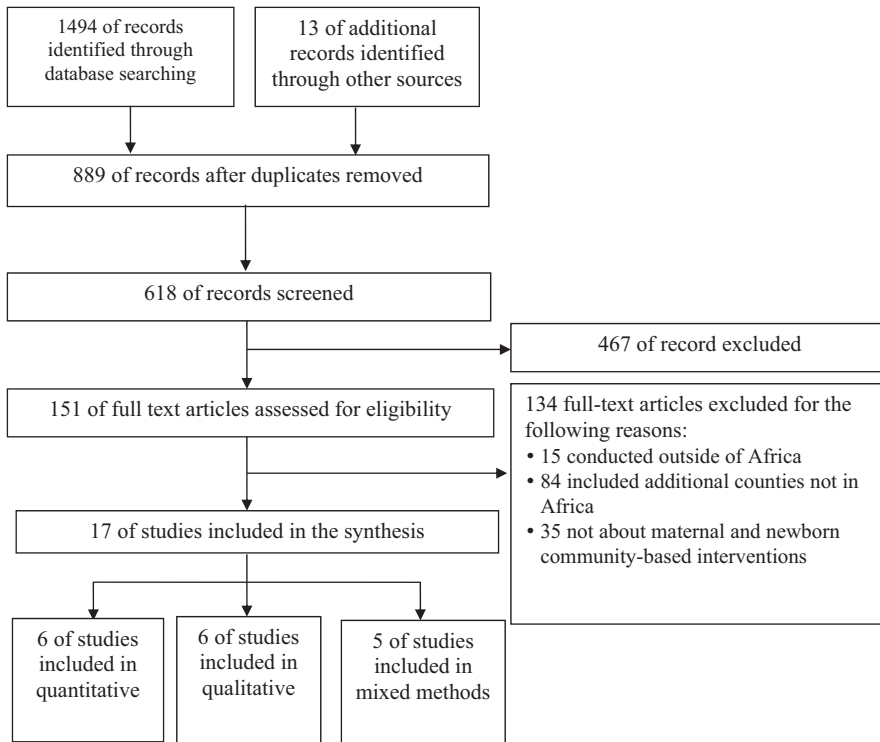 1494 of records
identified through
database searching
13 of additional
records identified
through other sources
889 of records after duplicates removed
618 of records screened
467 of record excluded
151 of full text articles assessed for eligibility
134 full-text articles excluded for the
following reasons:
• 15 conducted outside of Africa
• 84 included additional counties not in
Africa
• 35 not about maternal and newborn
community-based interventions
17 of studies included in the synthesis
6 of studies
included in
quantitative
6 of studies
included in
qualitative
5 of studies
included in
mixed methods